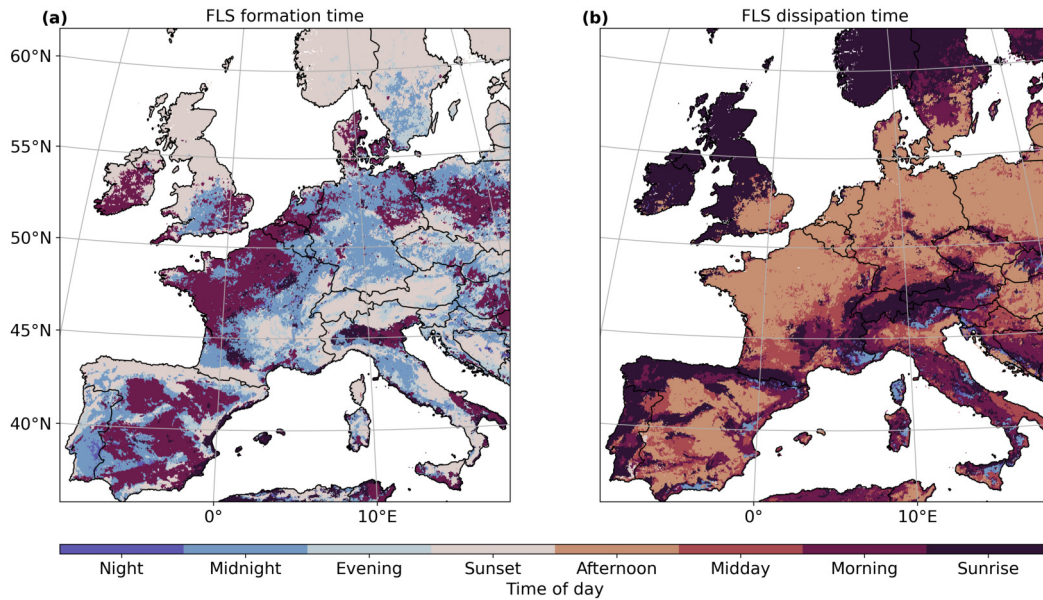 (a) FLS formation time
(b) FLS dissipation time
60°N
55°N
50°N
45°N
40°N
0° 10°E
0° 10°E
Night Midnight Evening Sunset Afternoon Midday Morning Sunrise
Time of day